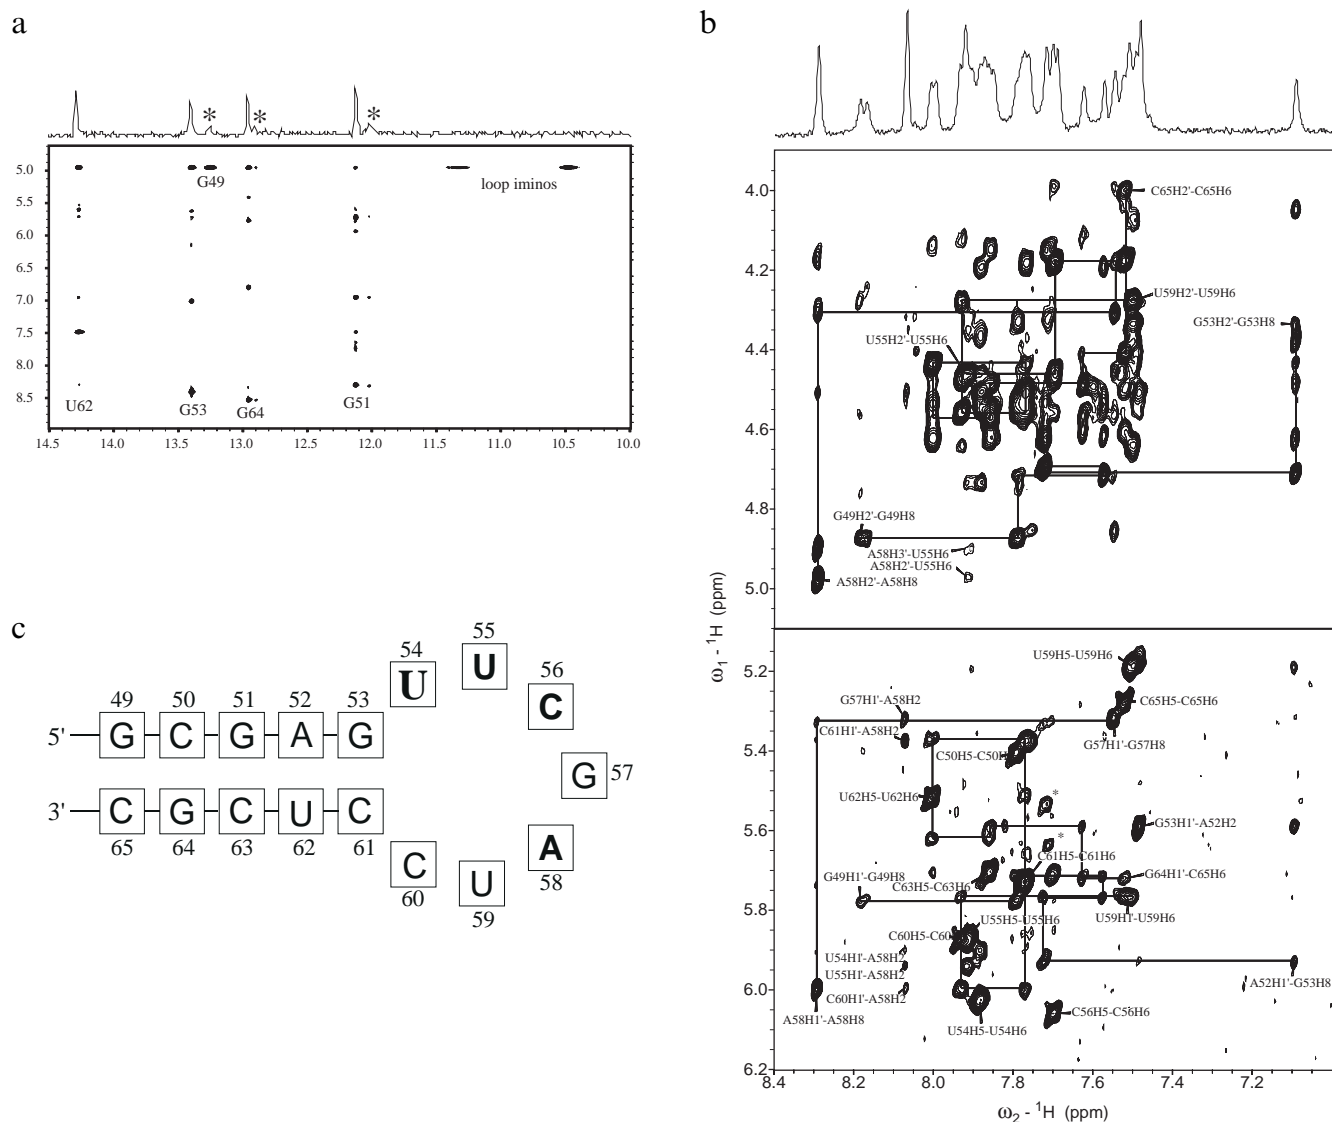 a
*
*
*
5.0
5.5
6.0
6.5
7.0
7.5
8.0
8.5
G49
loop iminos
U62
G53
G64
G51
14.5 14.0 13.5 13.0 12.5 12.0 11.5 11.0 10.5 10.0
b
4.0
4.2
4.4
4.6
4.8
5.0
C65H2'-C65H6
U59H2'-U59H6
G53H2'-G53H8
U55H2'-U55H6
G49H2'-G49H8
A58H3'-U55H6
A58H2'-U55H6
A58H2'-A58H8
ω1 - 1H (ppm)
5.2
5.4
5.6
5.8
6.0
6.2
U59H5-U59H6
G57H1'-A58H2
C65H5-C65H6
C61H1'-A58H2
G57H1'-G57H8
C50H5-C50H
U62H5-U62H6
*
G53H1'-A52H2
*
C61H5-C61H6
G49H1'-G49H8
C63H5-C63H6
G64H1'-C65H6
U55H5-U55H6
U59H1'-U59H6
C60H5-C60
U54H1'-A58H2
U55H1'-A58H2
C60H1'-A58H2
A52H1'-G53H8
A58H1'-A58H8
U54H5-U54H6
C56H5-C56H6
8.4 8.2 8.0 7.8 7.6 7.4 7.2
ω2 - 1H (ppm)
c
49 50 51 52 53 54 55 56 57
5' G C G A G U U C G
3' C G C U C C U A
65 64 63 62 61 60 59 58